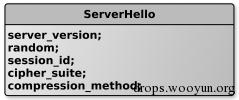 ServerHello
server_version;
random;
session_id;
cipher_suite;
compression_method;
drops.wooyun.org